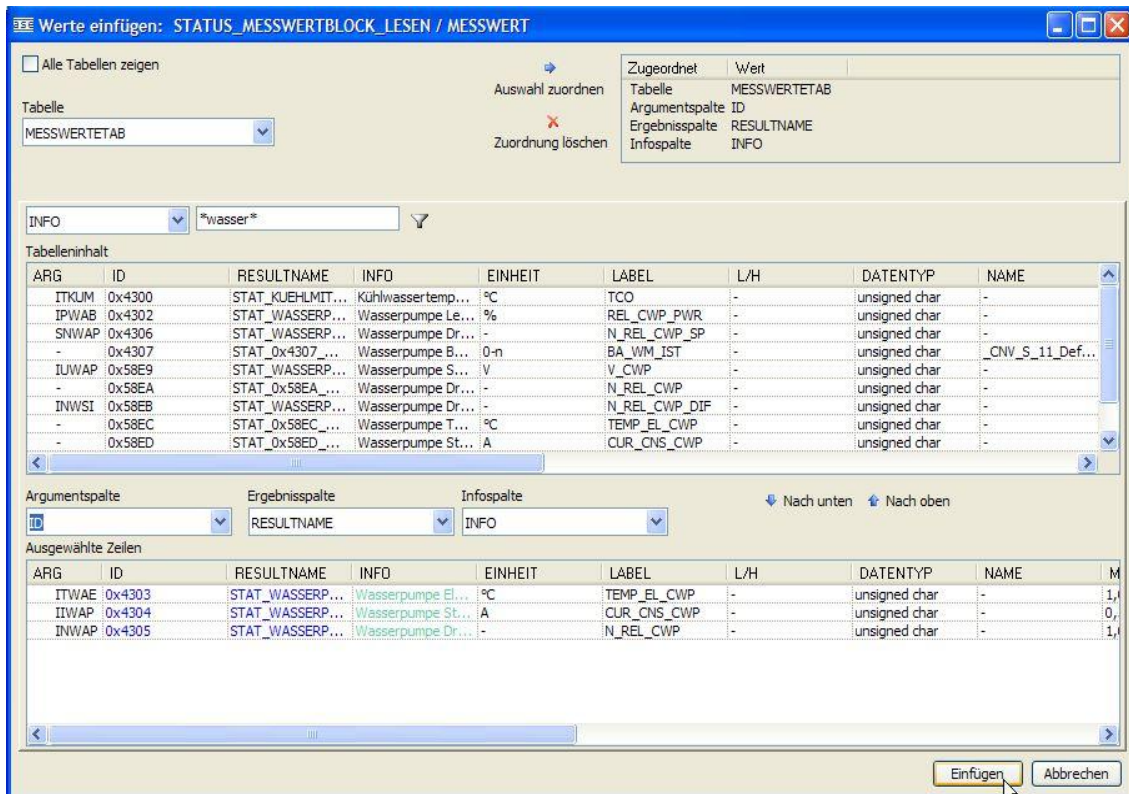 Werte einfügen: STATUS_MESSWERTBLOCK_LESEN / MESSWERT
Alle Tabellen zeigen
Tabelle
MESSWERTETAB
Auswahl zuordnen
Zuordnung löschen
Zugeordnet Wert
Tabelle MESSWERTETAB
Argumentspalte ID
Ergebnisspalte RESULTNAME
Infospalte INFO
INFO *wasser*
Tabelleninhalt
ARG ID RESULTNAME INFO EINHEIT LABEL L/H DATENTYP NAME
ITKUM 0x4300 STAT_KUEHLMIT... Kühlwassertemp... °C TCO - unsigned char -
IPWAB 0x4302 STAT_WASSERP... Wasserpumpe Le... % REL_CWP_PWR - unsigned char -
SNWAP 0x4306 STAT_WASSERP... Wasserpumpe Dr... - N_REL_CWP_SP - unsigned char -
- 0x4307 STAT_0x4307_... Wasserpumpe B... 0-n BA_WM_IST - unsigned char _CNV_S_11_Def...
IUWAP 0x58E9 STAT_WASSERP... Wasserpumpe S... V V_CWP - unsigned char -
- 0x58EA STAT_0x58EA_... Wasserpumpe Dr... - N_REL_CWP - unsigned char -
INWSI 0x58EB STAT_WASSERP... Wasserpumpe Dr... - N_REL_CWP_DIF - unsigned char -
- 0x58EC STAT_0x58EC_... Wasserpumpe T... °C TEMP_EL_CWP - unsigned char -
- 0x58ED STAT_0x58ED_... Wasserpumpe St... A CUR_CNS_CWP - unsigned char -
Argumentspalte Ergebnisspalte Infospalte
ID RESULTNAME INFO
Nach unten Nach oben
Ausgewählte Zeilen
ARG ID RESULTNAME INFO EINHEIT LABEL L/H DATENTYP NAME M
ITWAE 0x4303 STAT_WASSERP... Wasserpumpe El... °C TEMP_EL_CWP - unsigned char - 1,
IIWAP 0x4304 STAT_WASSERP... Wasserpumpe St... A CUR_CNS_CWP - unsigned char - 0,
INWAP 0x4305 STAT_WASSERP... Wasserpumpe Dr... - N_REL_CWP - unsigned char - 1,
Einfügen Abbrechen